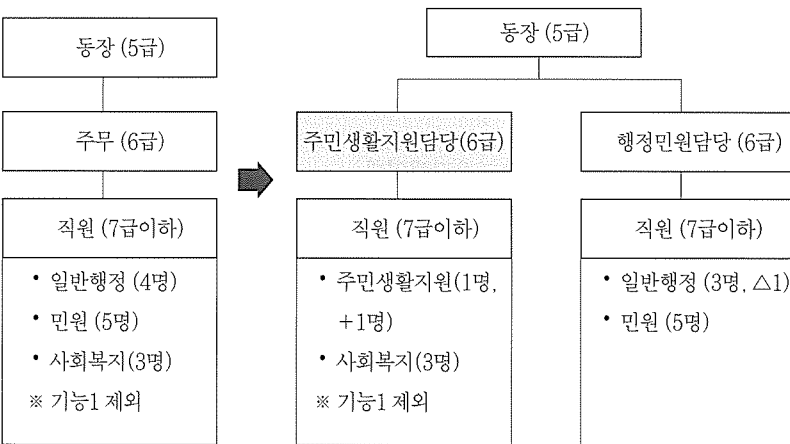 동장 (5급)
주무 (6급)
직원 (7급이하)
• 일반행정 (4명)
• 민원 (5명)
• 사회복지(3명)
※ 기능1 제외
동장 (5급)
주민생활지원담당(6급)
직원 (7급이하)
• 주민생활지원(1명,
+1명)
• 사회복지(3명)
※ 기능1 제외
행정민원담당 (6급)
직원 (7급이하)
• 일반행정 (3명, △1)
• 민원 (5명)